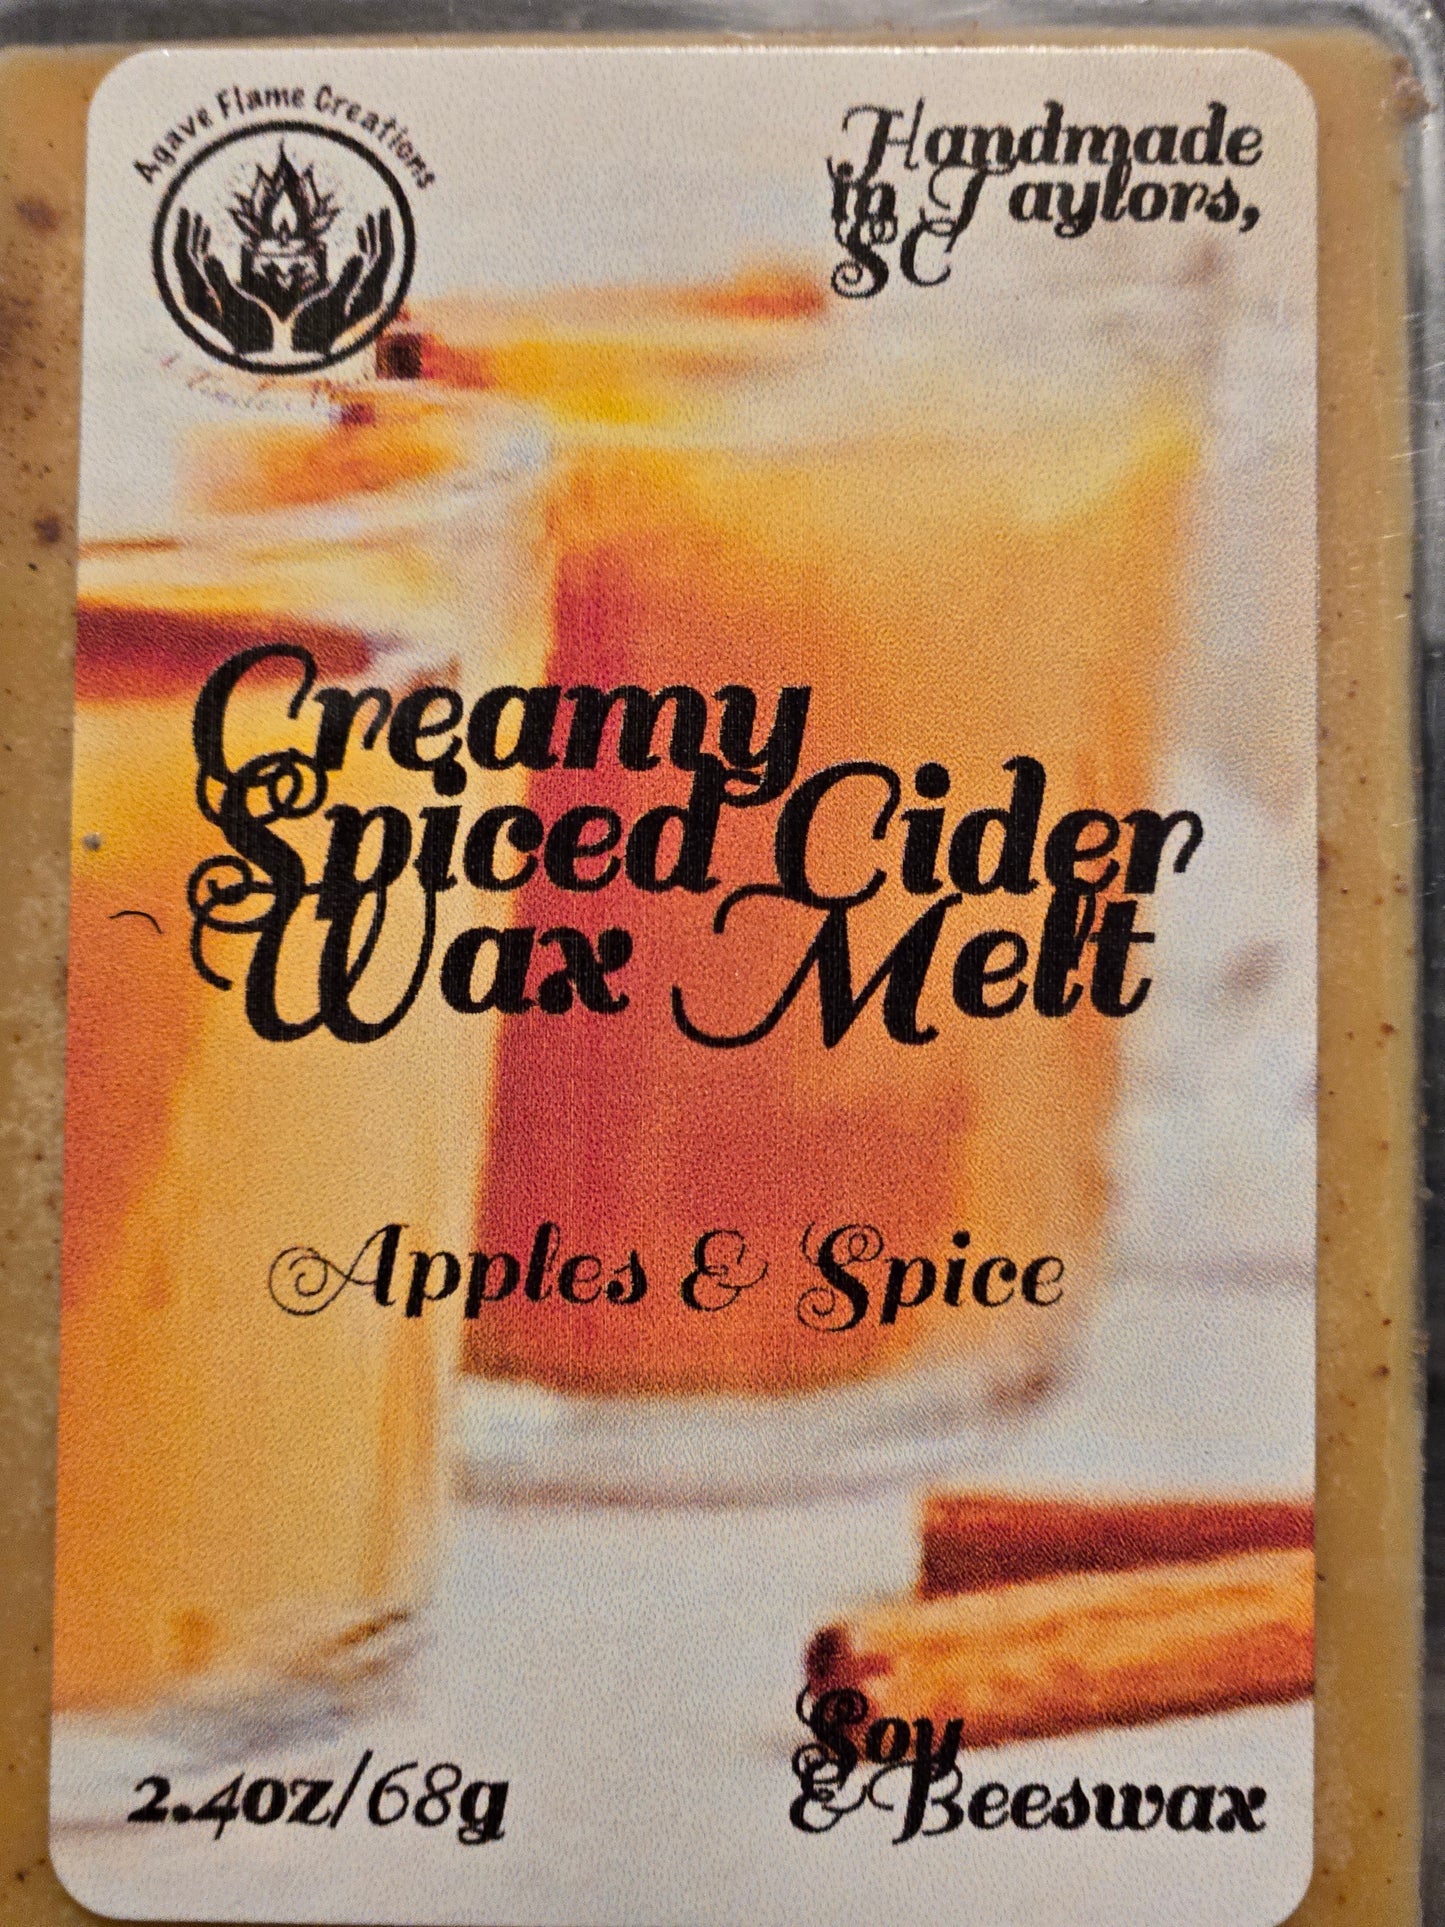 Agave Flame Creations
Handmade
in Taylors,
SC
Creamy
Spiced Cider
Wax Melt
Apples & Spice
2.4oz/68g
Soy
& Beeswax